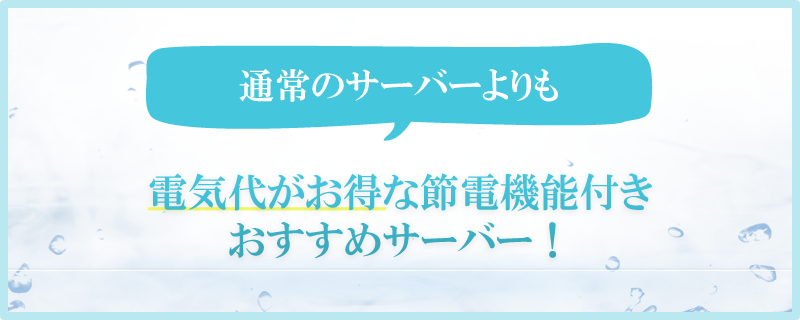 通常のサーバーよりも
電気代がお得な節電機能付き
おすすめサーバー！